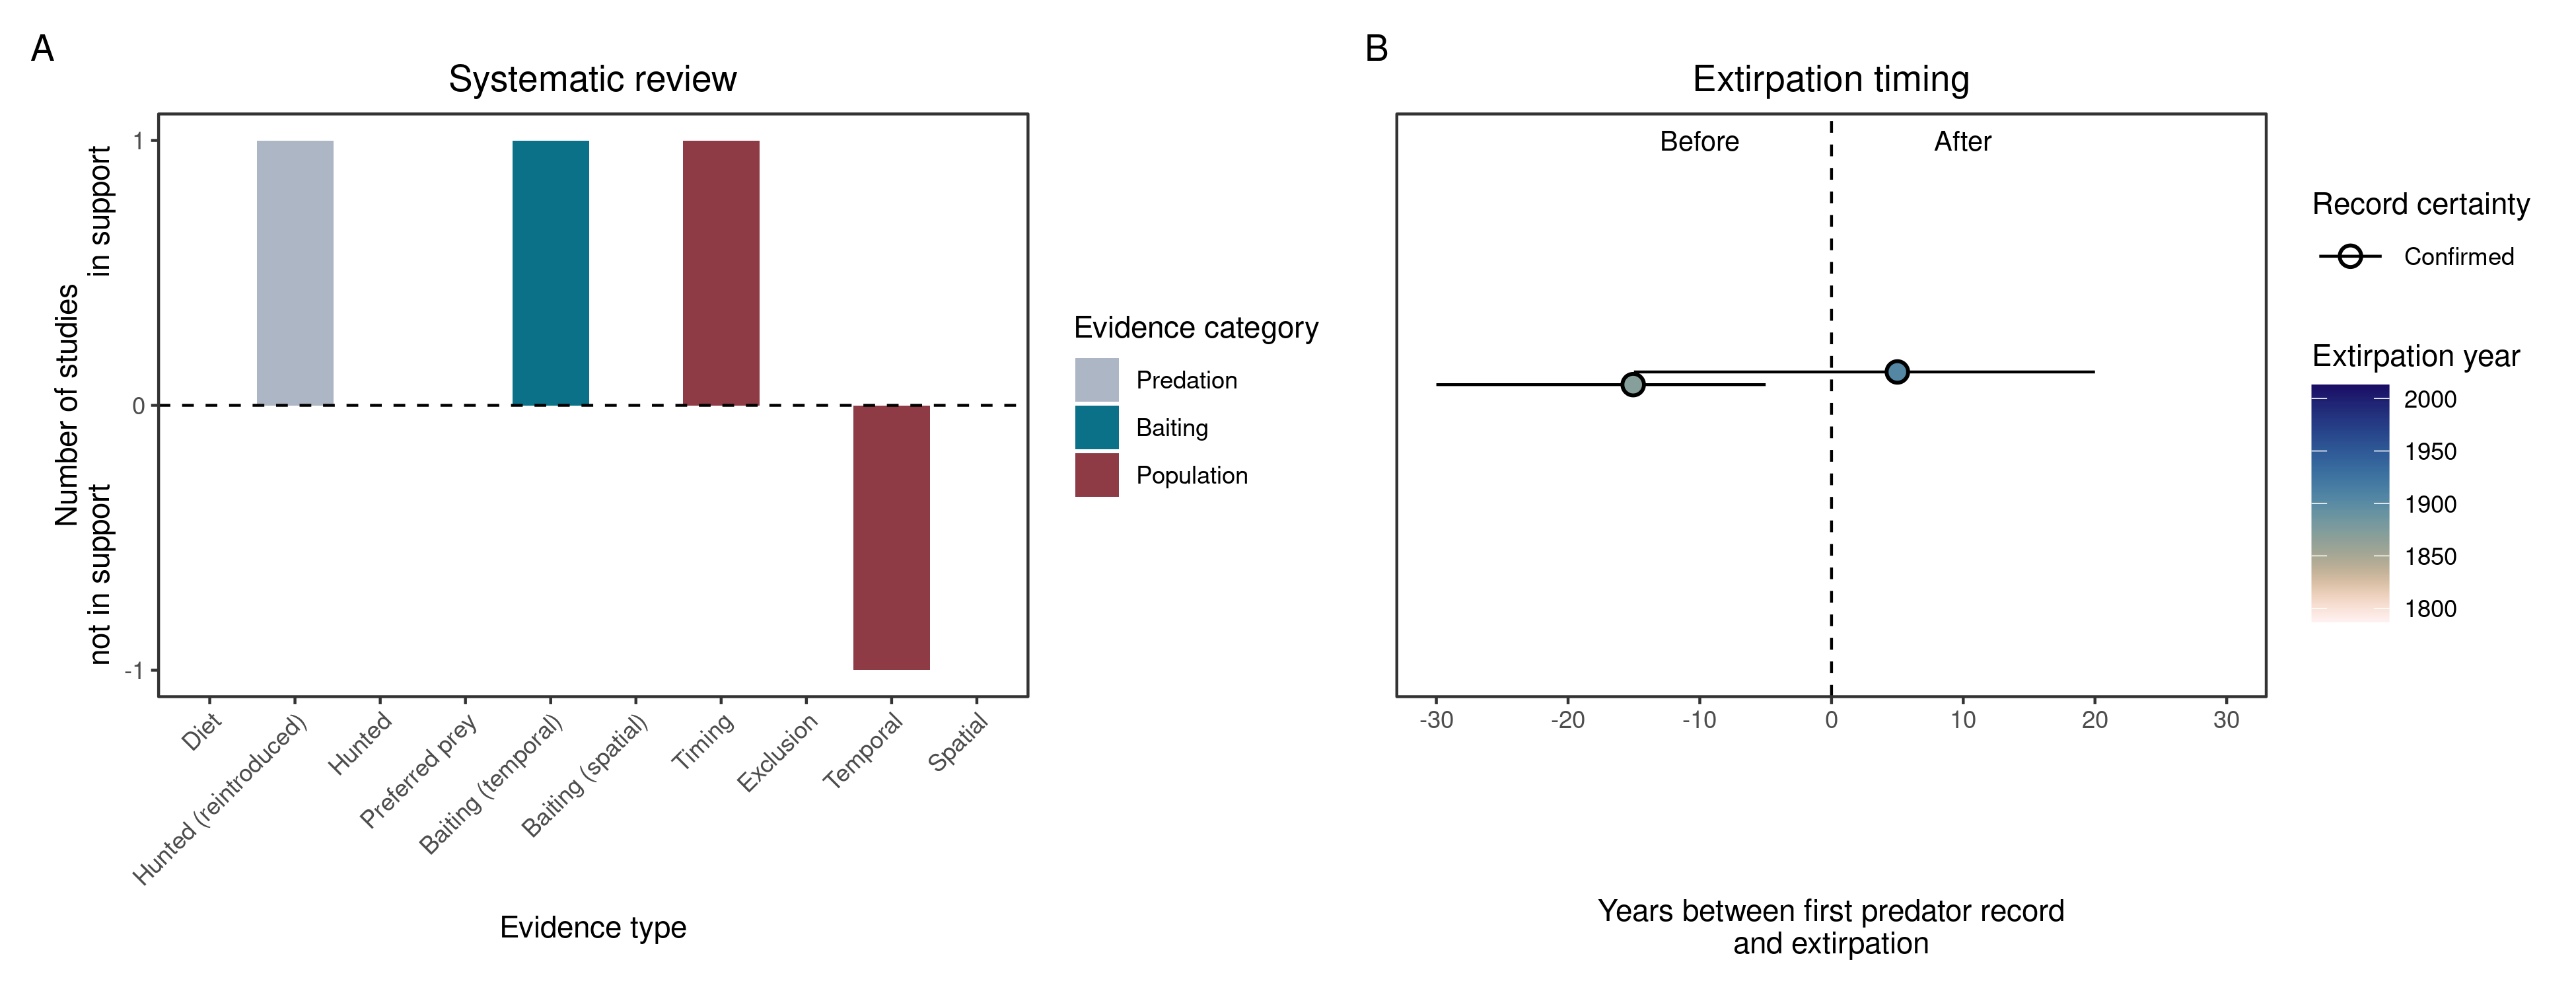 A
Systematic review
Number of studies
in support
not in support
1
0
-1
Diet
Hunted (reintroduced)
Hunted
Preferred prey
Baiting (temporal)
Baiting (spatial)
Timing
Exclusion
Temporal
Spatial
Evidence type
Evidence category
Predation
Baiting
Population
B
Extirpation timing
Before
After
-30
-20
-10
0
10
20
30
Years between first predator record
and extirpation
Record certainty
Confirmed
Extirpation year
2000
1950
1900
1850
1800